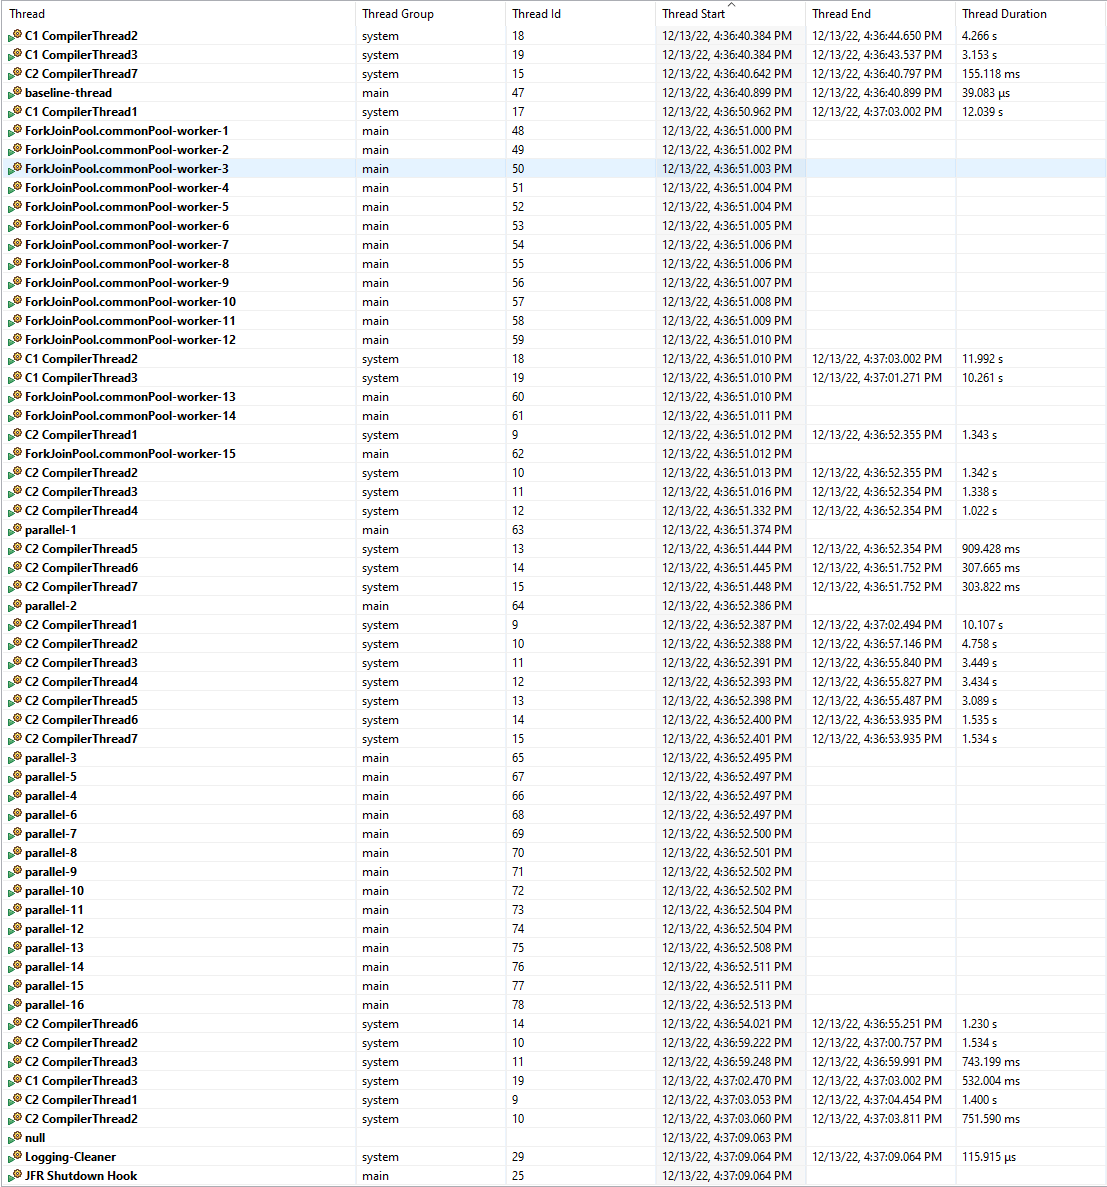 Thread Thread Group Thread Id Thread Start Thread End Thread Duration
C1 CompilerThread2 system 18 12/13/22, 4:36:40.384 PM 12/13/22, 4:36:44.650 PM 4.266 s
C1 CompilerThread3 system 19 12/13/22, 4:36:40.384 PM 12/13/22, 4:36:43.537 PM 3.153 s
C2 CompilerThread7 system 15 12/13/22, 4:36:40.642 PM 12/13/22, 4:36:40.797 PM 155.118 ms
baseline-thread main 47 12/13/22, 4:36:40.899 PM 12/13/22, 4:36:40.899 PM 39.083 µs
C1 CompilerThread1 system 17 12/13/22, 4:36:50.962 PM 12/13/22, 4:37:03.002 PM 12.039 s
ForkJoinPool.commonPool-worker-1 main 48 12/13/22, 4:36:51.000 PM
ForkJoinPool.commonPool-worker-2 main 49 12/13/22, 4:36:51.002 PM
ForkJoinPool.commonPool-worker-3 main 50 12/13/22, 4:36:51.003 PM
ForkJoinPool.commonPool-worker-4 main 51 12/13/22, 4:36:51.004 PM
ForkJoinPool.commonPool-worker-5 main 52 12/13/22, 4:36:51.004 PM
ForkJoinPool.commonPool-worker-6 main 53 12/13/22, 4:36:51.005 PM
ForkJoinPool.commonPool-worker-7 main 54 12/13/22, 4:36:51.006 PM
ForkJoinPool.commonPool-worker-8 main 55 12/13/22, 4:36:51.006 PM
ForkJoinPool.commonPool-worker-9 main 56 12/13/22, 4:36:51.007 PM
ForkJoinPool.commonPool-worker-10 main 57 12/13/22, 4:36:51.008 PM
ForkJoinPool.commonPool-worker-11 main 58 12/13/22, 4:36:51.009 PM
ForkJoinPool.commonPool-worker-12 main 59 12/13/22, 4:36:51.010 PM
C1 CompilerThread2 system 18 12/13/22, 4:36:51.010 PM 12/13/22, 4:37:03.002 PM 11.992 s
C1 CompilerThread3 system 19 12/13/22, 4:36:51.010 PM 12/13/22, 4:37:01.271 PM 10.261 s
ForkJoinPool.commonPool-worker-13 main 60 12/13/22, 4:36:51.010 PM
ForkJoinPool.commonPool-worker-14 main 61 12/13/22, 4:36:51.011 PM
C2 CompilerThread1 system 9 12/13/22, 4:36:51.012 PM 12/13/22, 4:36:52.355 PM 1.343 s
ForkJoinPool.commonPool-worker-15 main 62 12/13/22, 4:36:51.012 PM
C2 CompilerThread2 system 10 12/13/22, 4:36:51.013 PM 12/13/22, 4:36:52.355 PM 1.342 s
C2 CompilerThread3 system 11 12/13/22, 4:36:51.016 PM 12/13/22, 4:36:52.354 PM 1.338 s
C2 CompilerThread4 system 12 12/13/22, 4:36:51.332 PM 12/13/22, 4:36:52.354 PM 1.022 s
parallel-1 main 63 12/13/22, 4:36:51.374 PM
C2 CompilerThread5 system 13 12/13/22, 4:36:51.444 PM 12/13/22, 4:36:52.354 PM 909.428 ms
C2 CompilerThread6 system 14 12/13/22, 4:36:51.445 PM 12/13/22, 4:36:51.752 PM 307.665 ms
C2 CompilerThread7 system 15 12/13/22, 4:36:51.448 PM 12/13/22, 4:36:51.752 PM 303.822 ms
parallel-2 main 64 12/13/22, 4:36:52.386 PM
C2 CompilerThread1 system 9 12/13/22, 4:36:52.387 PM 12/13/22, 4:37:02.494 PM 10.107 s
C2 CompilerThread2 system 10 12/13/22, 4:36:52.388 PM 12/13/22, 4:36:57.146 PM 4.758 s
C2 CompilerThread3 system 11 12/13/22, 4:36:52.391 PM 12/13/22, 4:36:55.840 PM 3.449 s
C2 CompilerThread4 system 12 12/13/22, 4:36:52.393 PM 12/13/22, 4:36:55.827 PM 3.434 s
C2 CompilerThread5 system 13 12/13/22, 4:36:52.398 PM 12/13/22, 4:36:55.487 PM 3.089 s
C2 CompilerThread6 system 14 12/13/22, 4:36:52.400 PM 12/13/22, 4:36:53.935 PM 1.535 s
C2 CompilerThread7 system 15 12/13/22, 4:36:52.401 PM 12/13/22, 4:36:53.935 PM 1.534 s
parallel-3 main 65 12/13/22, 4:36:52.495 PM
parallel-5 main 67 12/13/22, 4:36:52.497 PM
parallel-4 main 66 12/13/22, 4:36:52.497 PM
parallel-6 main 68 12/13/22, 4:36:52.497 PM
parallel-7 main 69 12/13/22, 4:36:52.500 PM
parallel-8 main 70 12/13/22, 4:36:52.501 PM
parallel-9 main 71 12/13/22, 4:36:52.502 PM
parallel-10 main 72 12/13/22, 4:36:52.502 PM
parallel-11 main 73 12/13/22, 4:36:52.504 PM
parallel-12 main 74 12/13/22, 4:36:52.504 PM
parallel-13 main 75 12/13/22, 4:36:52.508 PM
parallel-14 main 76 12/13/22, 4:36:52.511 PM
parallel-15 main 77 12/13/22, 4:36:52.511 PM
parallel-16 main 78 12/13/22, 4:36:52.513 PM
C2 CompilerThread6 system 14 12/13/22, 4:36:54.021 PM 12/13/22, 4:36:55.251 PM 1.230 s
C2 CompilerThread2 system 10 12/13/22, 4:36:59.222 PM 12/13/22, 4:37:00.757 PM 1.534 s
C2 CompilerThread3 system 11 12/13/22, 4:36:59.248 PM 12/13/22, 4:36:59.991 PM 743.199 ms
C1 CompilerThread3 system 19 12/13/22, 4:37:02.470 PM 12/13/22, 4:37:03.002 PM 532.004 ms
C2 CompilerThread1 system 9 12/13/22, 4:37:03.053 PM 12/13/22, 4:37:04.454 PM 1.400 s
C2 CompilerThread2 system 10 12/13/22, 4:37:03.060 PM 12/13/22, 4:37:03.811 PM 751.590 ms
null 12/13/22, 4:37:09.063 PM
Logging-Cleaner system 29 12/13/22, 4:37:09.064 PM 12/13/22, 4:37:09.064 PM 115.915 µs
JFR Shutdown Hook main 25 12/13/22, 4:37:09.064 PM